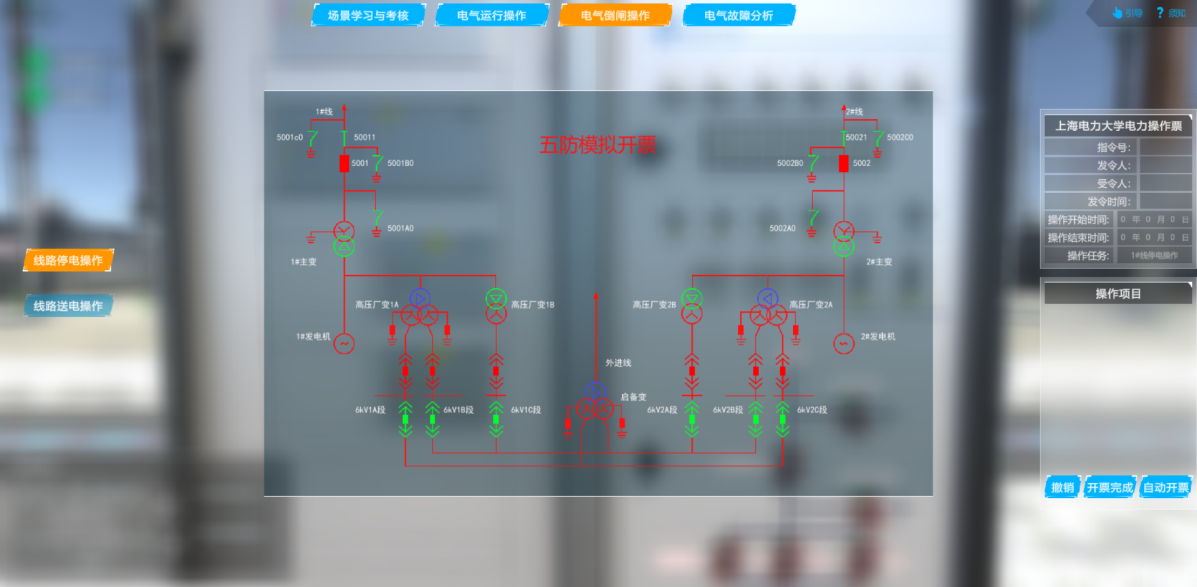 场景学习与考核
电气运行操作
电气倒闸操作
电气故障分析
引导
须知
线路停电操作
线路送电操作
五防模拟开票
1#线
5001c0
50011
5001
5001B0
5001A0
1#主变
高压厂变1A
高压厂变1B
1#发电机
6kV1A段
6kV1B段
6kV1C段
外进线
启备变
2#线
50021
5002C0
5002B0
5002
5002A0
2#主变
高压厂变2B
高压厂变2A
2#发电机
6kV2A段
6kV2B段
6kV2C段
上海电力大学电力操作票
指令号:
发令人:
受令人:
发令时间:
操作开始时间: 0 年 0 月 0 日
操作结束时间: 0 年 0 月 0 日
操作任务: 1#线停电操作
操作项目
撤销
开票完成
自动开票